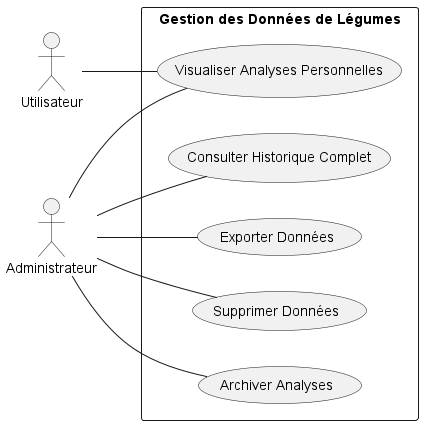 Gestion des Données de Légumes
Utilisateur
Visualiser Analyses Personnelles
Consulter Historique Complet
Administrateur
Exporter Données
Supprimer Données
Archiver Analyses